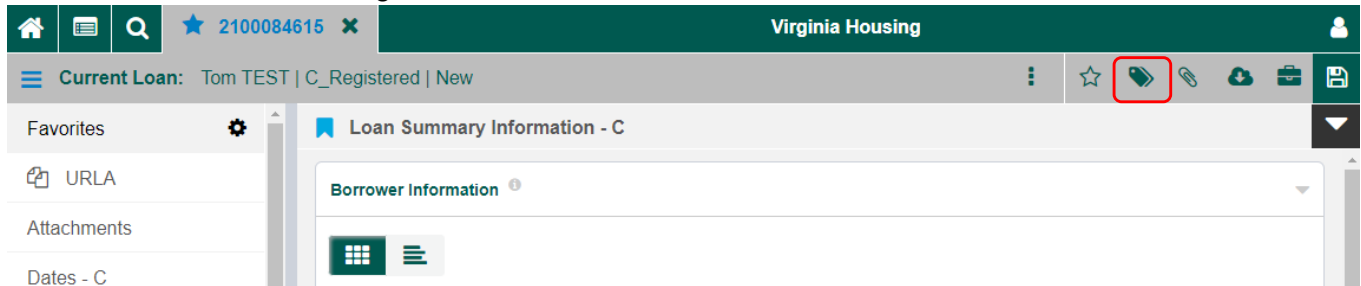 2100084615 Virginia Housing
Current Loan: Tom TEST | C_Registered | New
Favorites
Loan Summary Information - C
URLA
Borrower Information
Attachments
Dates - C